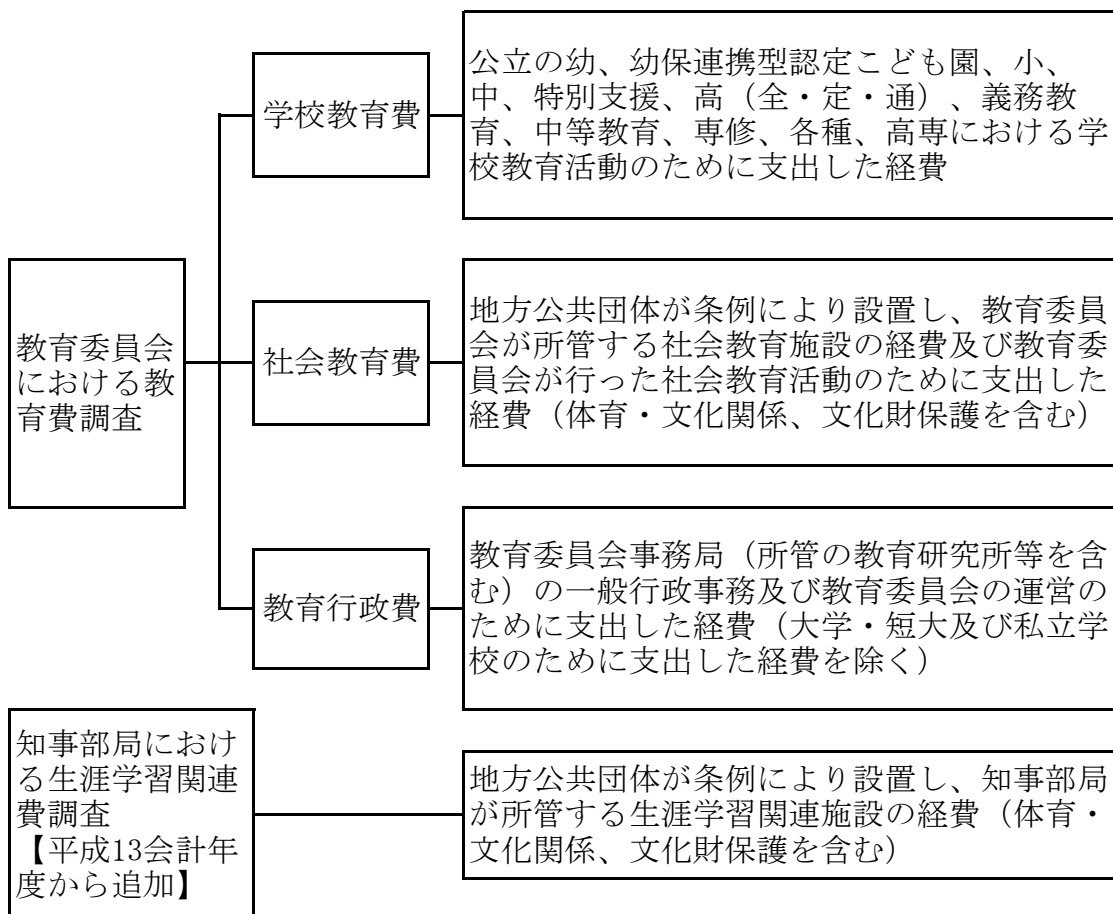 学校教育費
公立の幼、幼保連携型認定こども園、小、
中、特別支援、高（全・定・通）、義務教
育、中等教育、専修、各種、高専における学
校教育活動のために支出した経費
教育委員会
における教
育費調査
社会教育費
地方公共団体が条例により設置し、教育委員
会が所管する社会教育施設の経費及び教育委
員会が行った社会教育活動のために支出した
経費（体育・文化関係、文化財保護を含む）
教育行政費
教育委員会事務局（所管の教育研究所等を含
む）の一般行政事務及び教育委員会の運営の
ために支出した経費（大学・短大及び私立学
校のために支出した経費を除く）
知事部局におけ
る生涯学習関連
費調査
【平成13会計年
度から追加】
地方公共団体が条例により設置し、知事部局
が所管する生涯学習関連施設の経費（体育・
文化関係、文化財保護を含む）